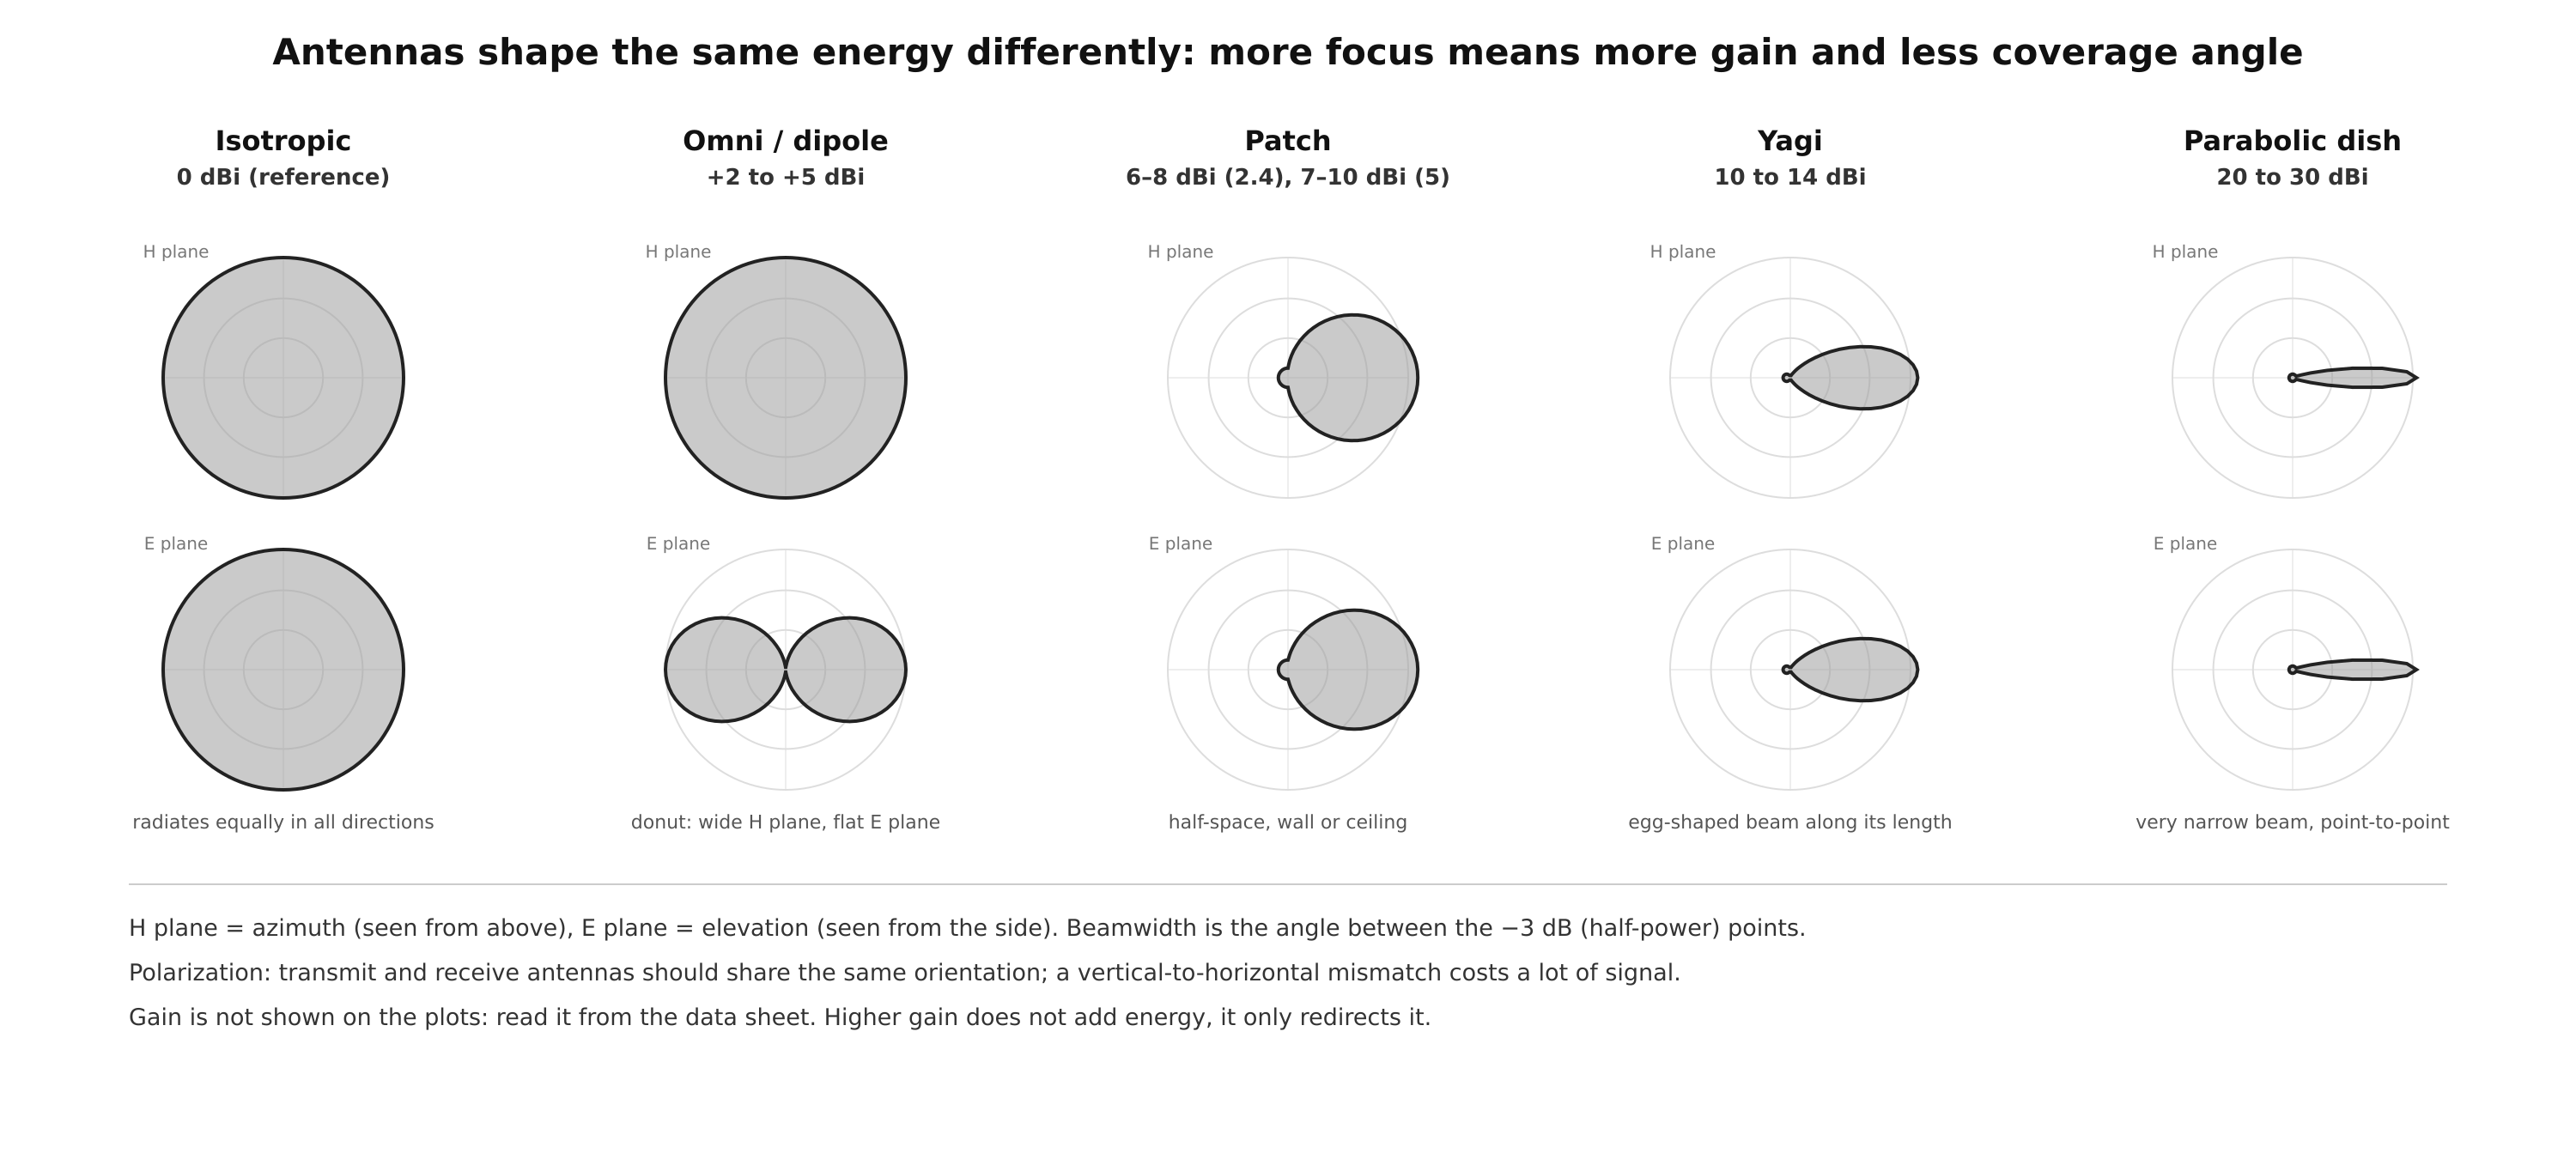 Antennas shape the same energy differently: more focus means more gain and less coverage angle
Isotropic
0 dBi (reference)
Omni / dipole
+2 to +5 dBi
Patch
6–8 dBi (2.4), 7–10 dBi (5)
Yagi
10 to 14 dBi
Parabolic dish
20 to 30 dBi
H plane
H plane
H plane
H plane
H plane
E plane
E plane
E plane
E plane
E plane
radiates equally in all directions
donut: wide H plane, flat E plane
half-space, wall or ceiling
egg-shaped beam along its length
very narrow beam, point-to-point
H plane = azimuth (seen from above), E plane = elevation (seen from the side). Beamwidth is the angle between the −3 dB (half-power) points.
Polarization: transmit and receive antennas should share the same orientation; a vertical-to-horizontal mismatch costs a lot of signal.
Gain is not shown on the plots: read it from the data sheet. Higher gain does not add energy, it only redirects it.